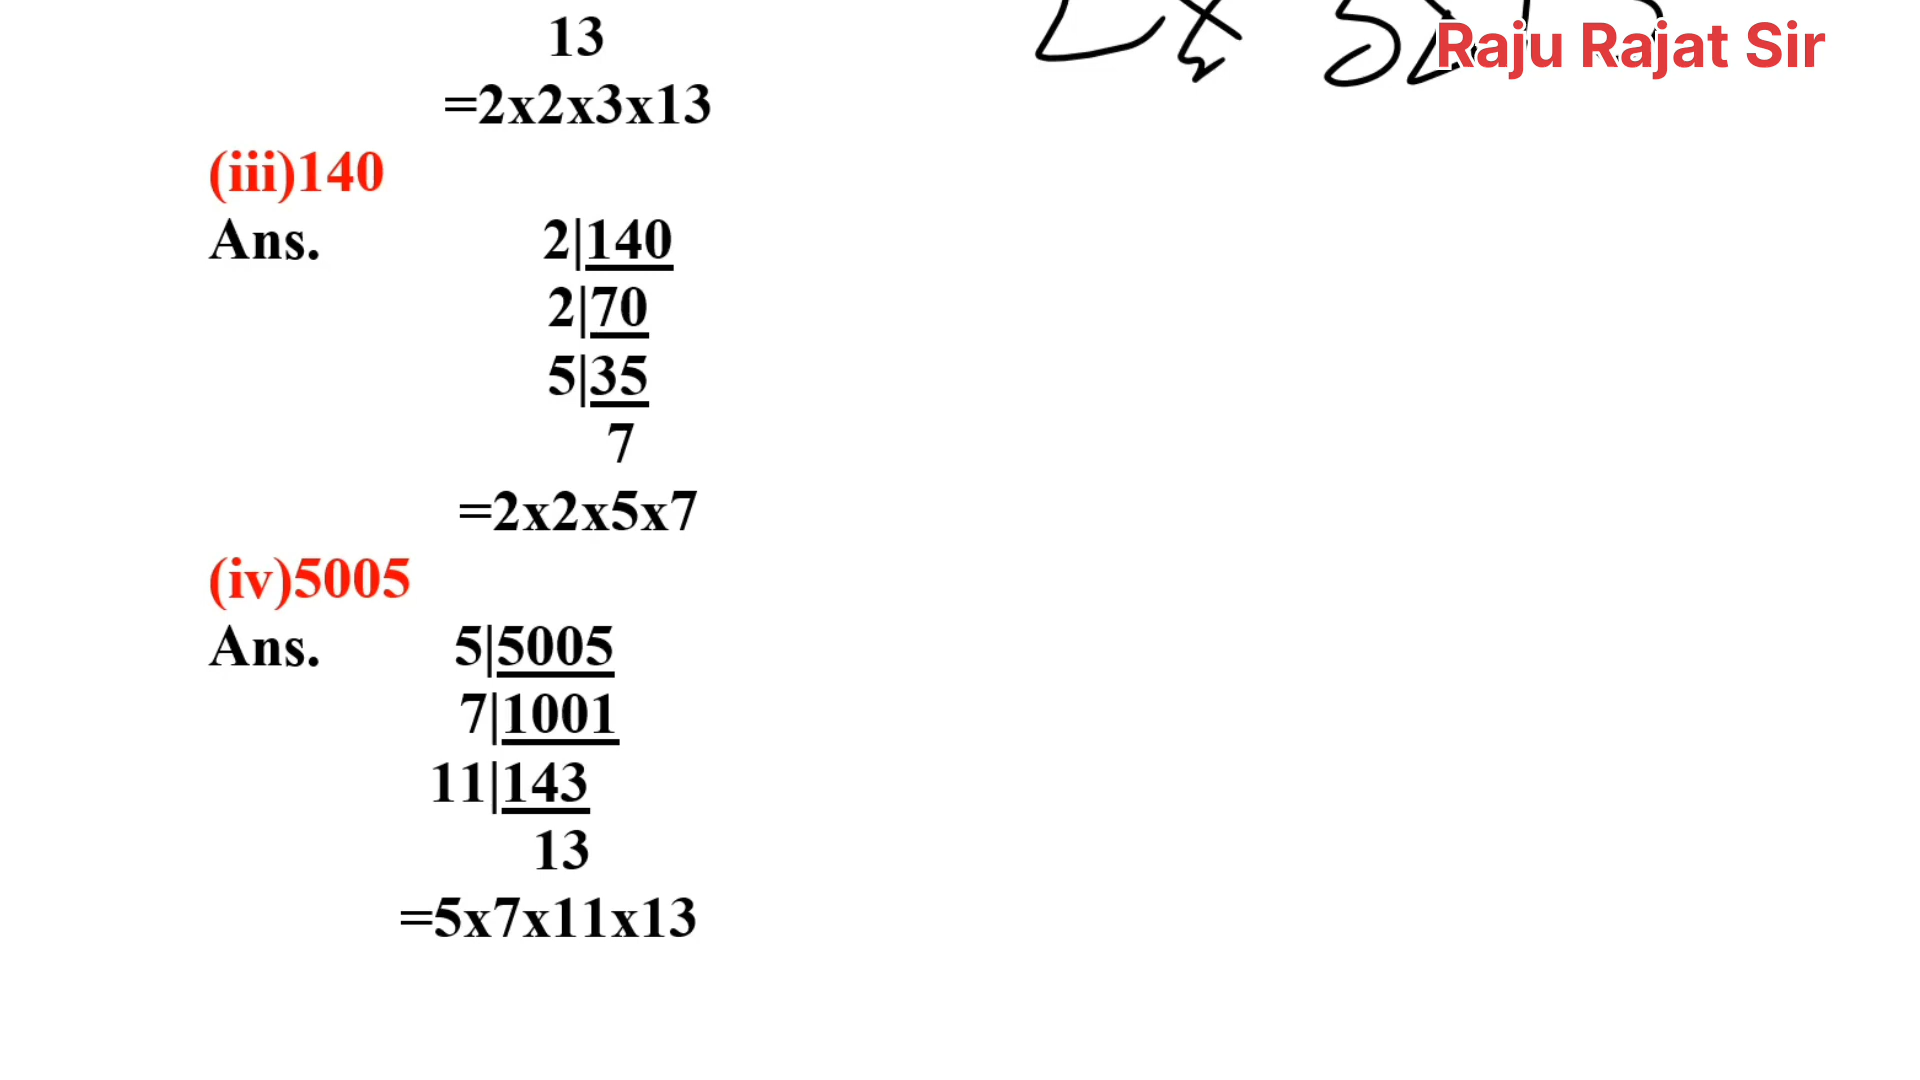 13
=2x2x3x13
Raju Rajat Sir
(iii)140
Ans. 2|140
2|70
5|35
7
=2x2x5x7
(iv)5005
Ans. 5|5005
7|1001
11|143
13
=5x7x11x13